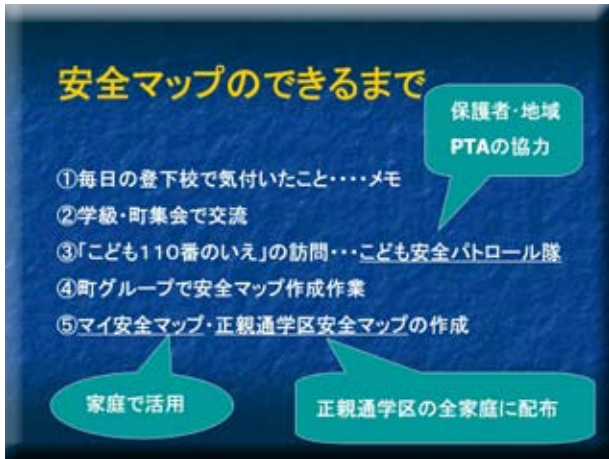 安全マップのできるまで
保護者・地域
PTAの協力
①毎日の登下校で気付いたこと・・・・メモ
②学級・町集会で交流
③「こども110番のいえ」の訪問・・・こども安全パトロール隊
④町グループで安全マップ作成作業
⑤マイ安全マップ・正親通学区安全マップの作成
家庭で活用
正親通学区の全家庭に配布